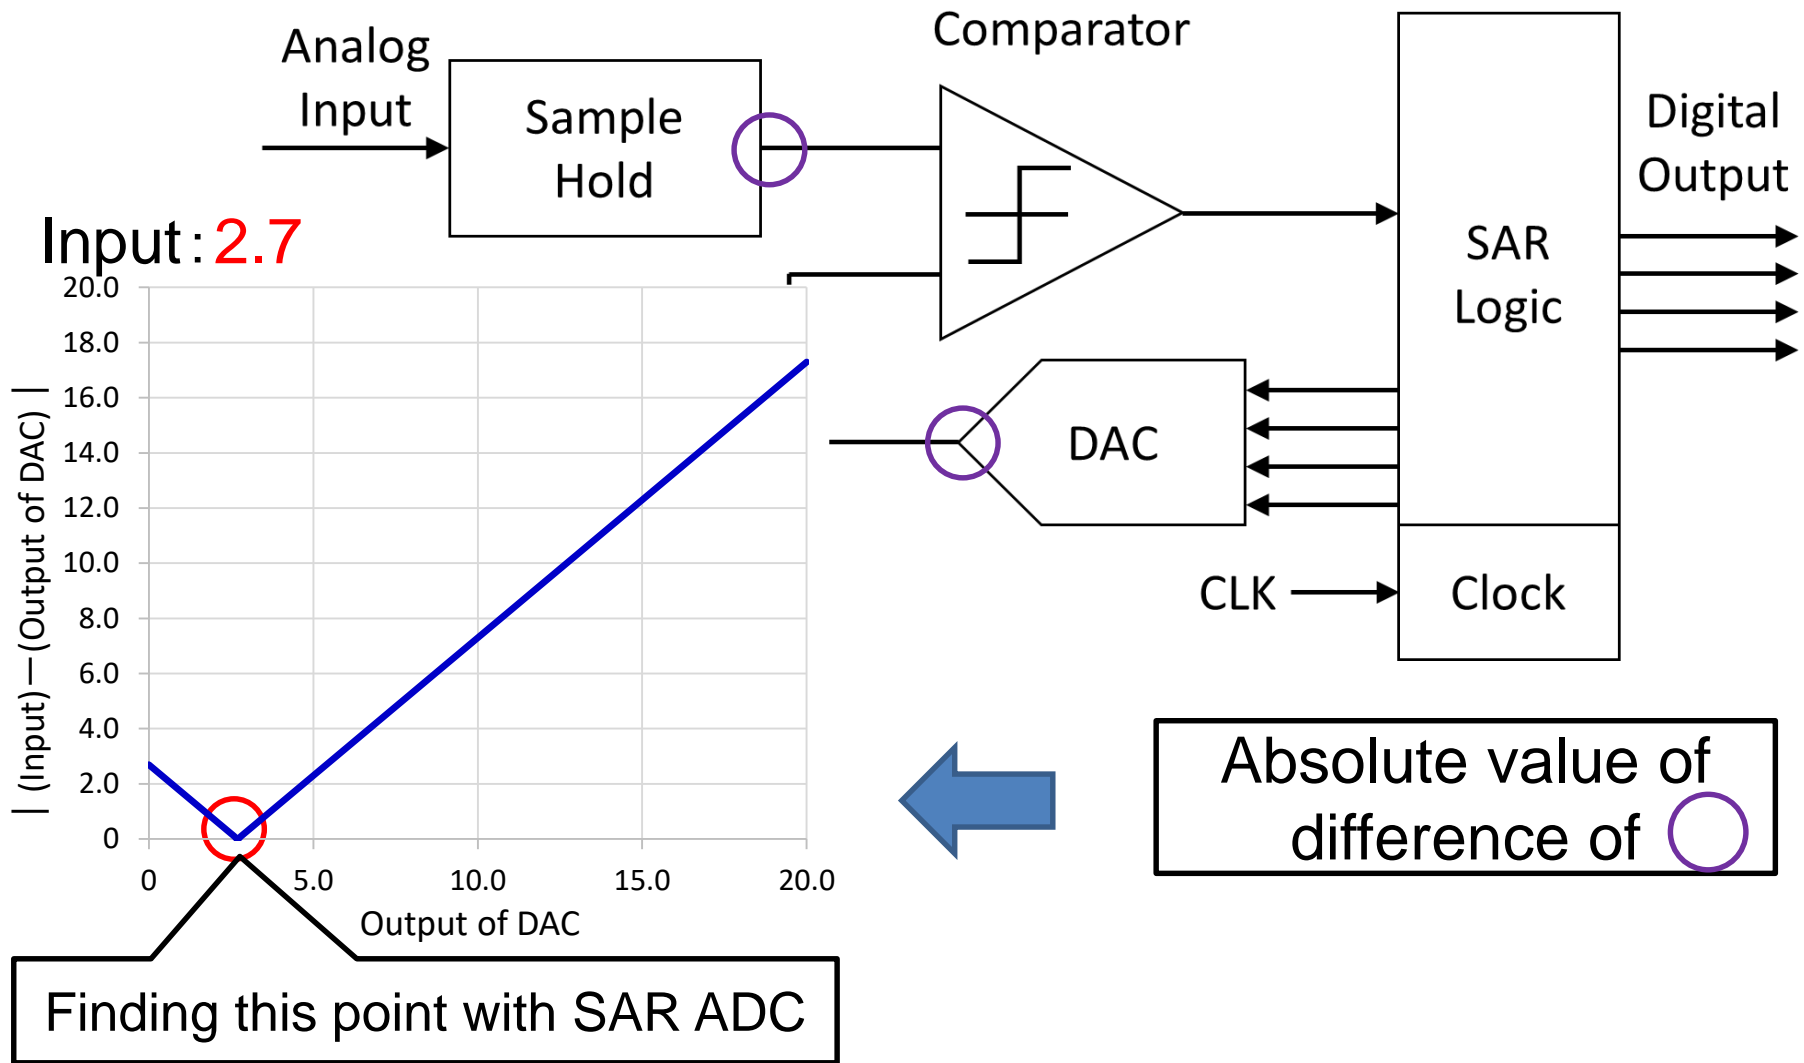 Analog
Input
Sample
Hold
Comparator
SAR
Logic
Digital
Output
DAC
CLK
Clock
Input:2.7
20.0
18.0
16.0
14.0
12.0
10.0
8.0
6.0
4.0
2.0
0
| (Input)—(Output of DAC) |
0 5.0 10.0 15.0 20.0
Output of DAC
Finding this point with SAR ADC
Absolute value of
difference of